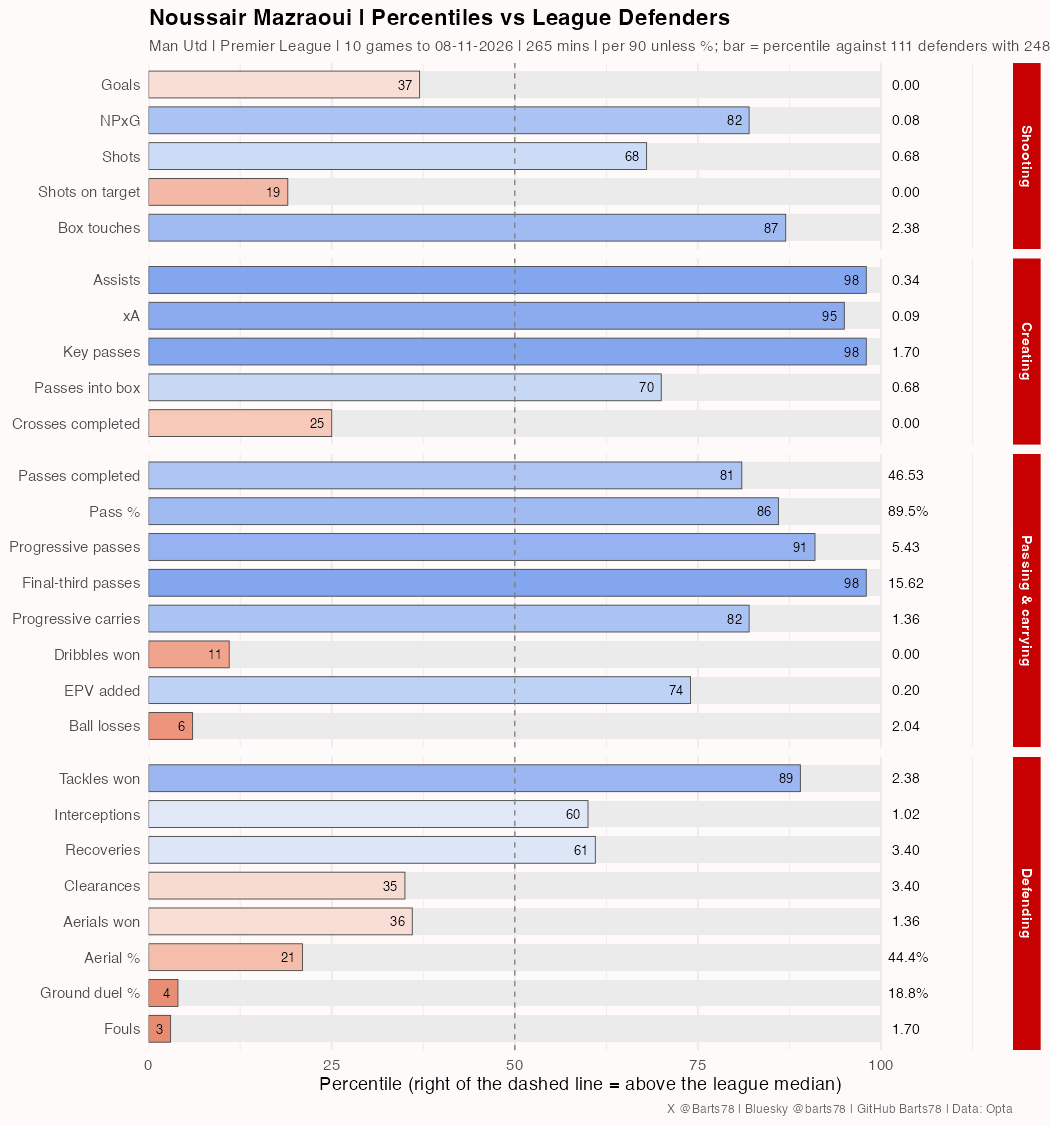 Noussair Mazraoui | Percentiles vs League Defenders
Man Utd | Premier League | 10 games to 08-11-2026 | 265 mins | per 90 unless %; bar = percentile against 111 defenders with 248
Goals 37 0.00
NPxG 82 0.08
Shots 68 0.68
Shots on target 19 0.00
Box touches 87 2.38
Shooting
Assists 98 0.34
xA 95 0.09
Key passes 98 1.70
Passes into box 70 0.68
Crosses completed 25 0.00
Creating
Passes completed 81 46.53
Pass % 86 89.5%
Progressive passes 91 5.43
Final-third passes 98 15.62
Progressive carries 82 1.36
Dribbles won 11 0.00
EPV added 74 0.20
Ball losses 6 2.04
Passing & carrying
Tackles won 89 2.38
Interceptions 60 1.02
Recoveries 61 3.40
Clearances 35 3.40
Aerials won 36 1.36
Aerial % 21 44.4%
Ground duel % 4 18.8%
Fouls 3 1.70
Defending
0 25 50 75 100
Percentile (right of the dashed line = above the league median)
X @Barts78 | Bluesky @barts78 | GitHub Barts78 | Data: Opta